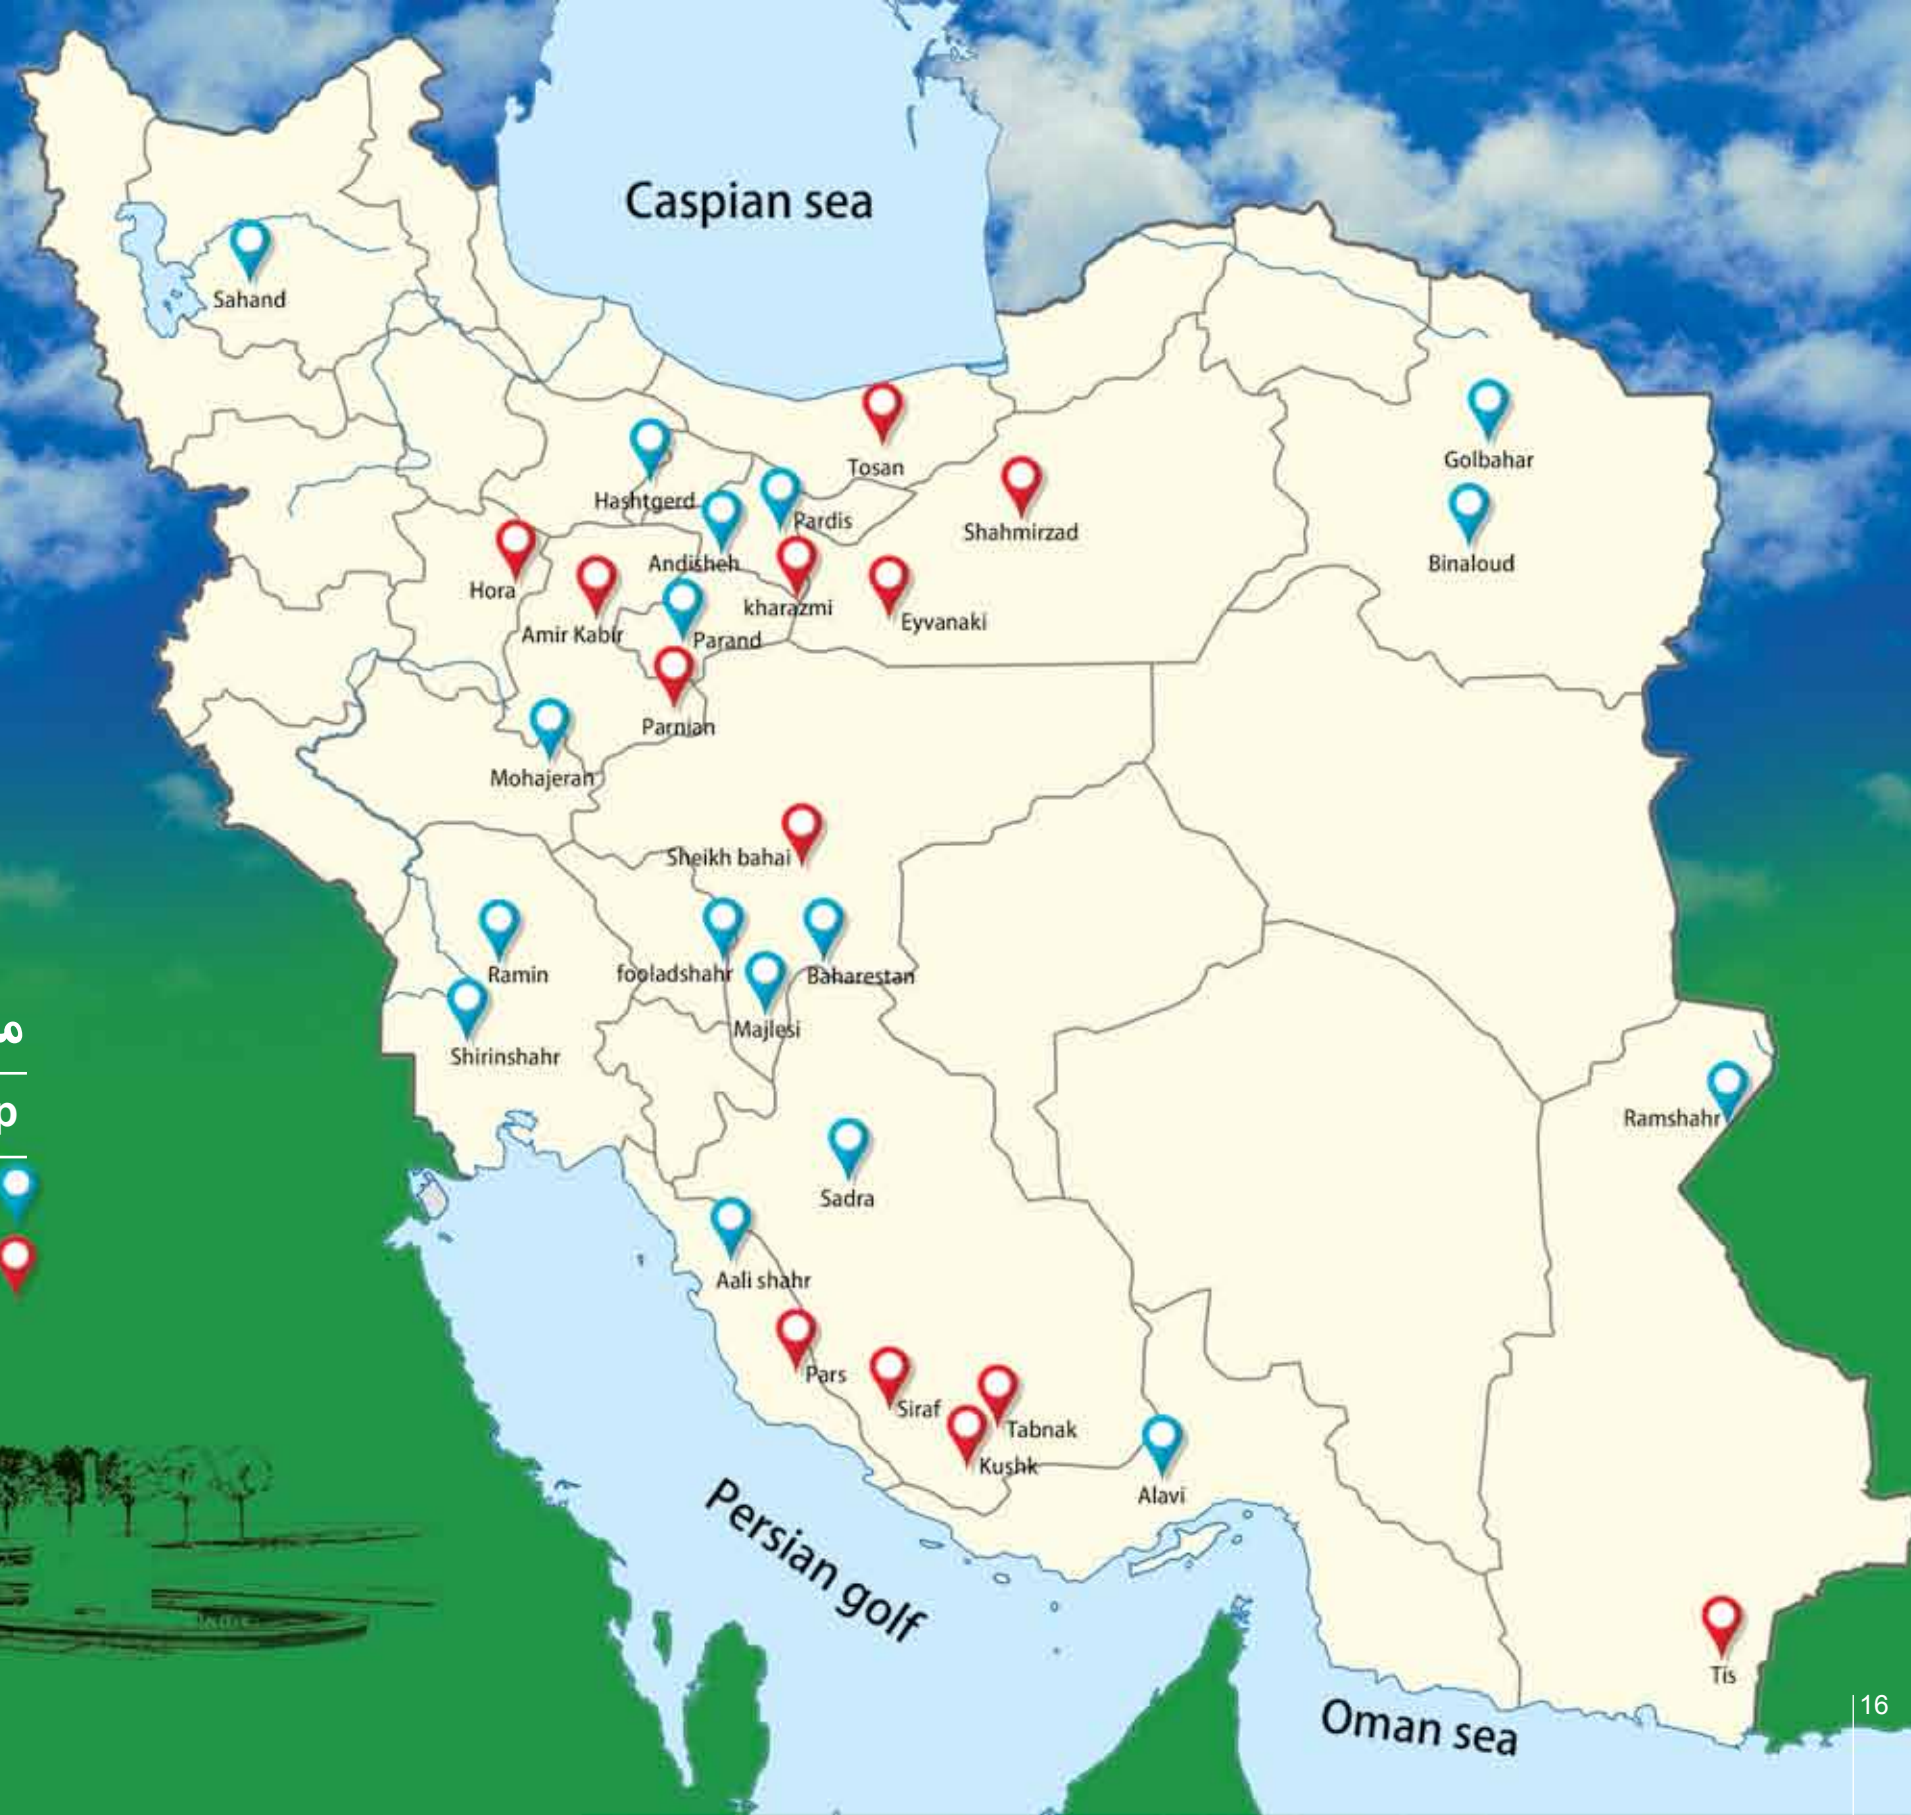 Caspian sea
Sahand
Golbahar
Tosan
Hashtgerd
Pardis
Shahmirzad
Andisheh
Binaloud
Hora
kharazmi
Eyvanaki
Amir Kabir
Parand
Parnian
Mohajeran
Sheikh bahai
Ramin
fooladshahr
Baharestan
Majlesi
Shirinshahr
Ramshahr
Sadra
Aali shahr
Pars
Siraf
Tabnak
Kushk
Alavi
Persian golf
Tis
Oman sea
16